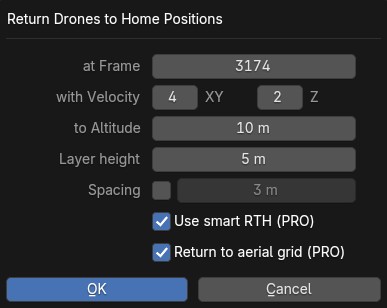 Return Drones to Home Positions
at Frame 3174
with Velocity 4 XY 2 Z
to Altitude 10 m
Layer height 5 m
Spacing 3 m
Use smart RTH (PRO)
Return to aerial grid (PRO)
OK Cancel